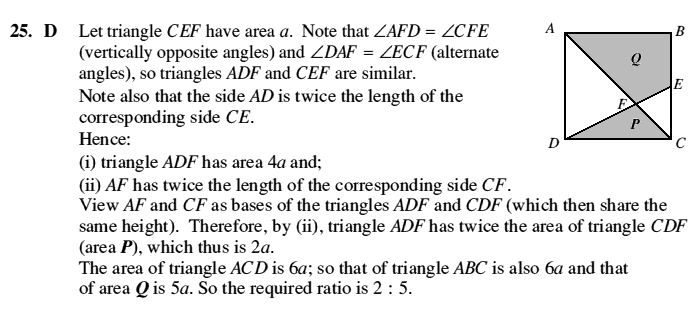 25. D Let triangle CEF have area a. Note that ∠AFD = ∠CFE
(vertically opposite angles) and ∠DAF = ∠ECF (alternate
angles), so triangles ADF and CEF are similar.
Note also that the side AD is twice the length of the
corresponding side CE.
Hence:
(i) triangle ADF has area 4a and;
(ii) AF has twice the length of the corresponding side CF.
View AF and CF as bases of the triangles ADF and CDF (which then share the
same height). Therefore, by (ii), triangle ADF has twice the area of triangle CDF
(area P), which thus is 2a.
The area of triangle ACD is 6a; so that of triangle ABC is also 6a and that
of area Q is 5a. So the required ratio is 2 : 5.
A
B
Q
E
F
P
D
C